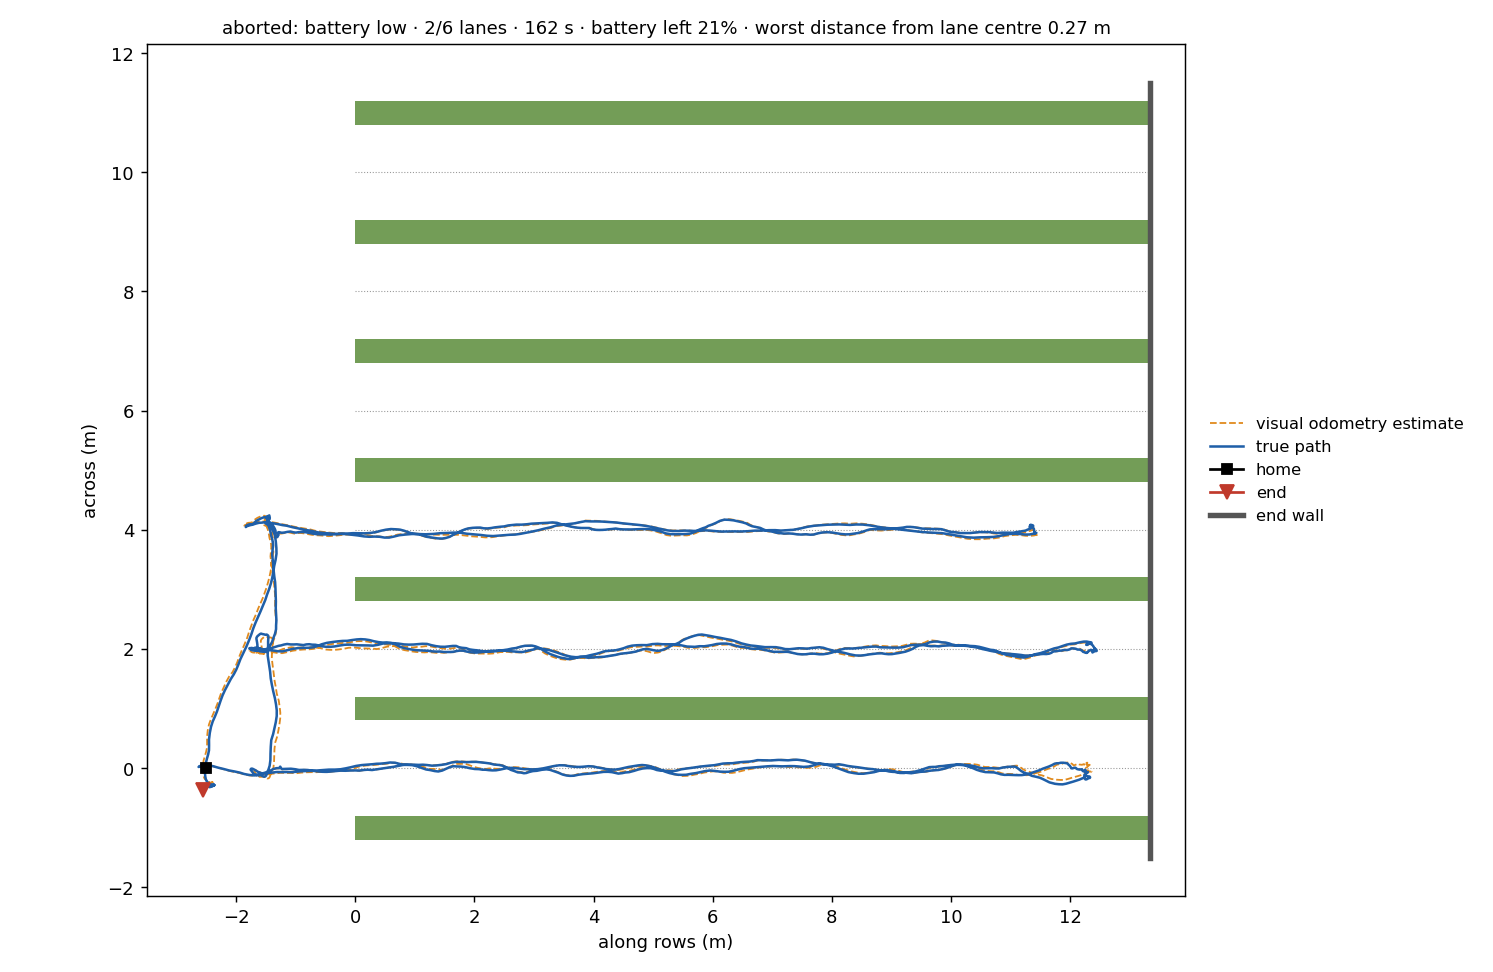 aborted: battery low · 2/6 lanes · 162 s · battery left 21% · worst distance from lane centre 0.27 m
12
10
8
6
4
2
0
−2
across (m)
−2 0 2 4 6 8 10 12
along rows (m)
visual odometry estimate
true path
home
end
end wall